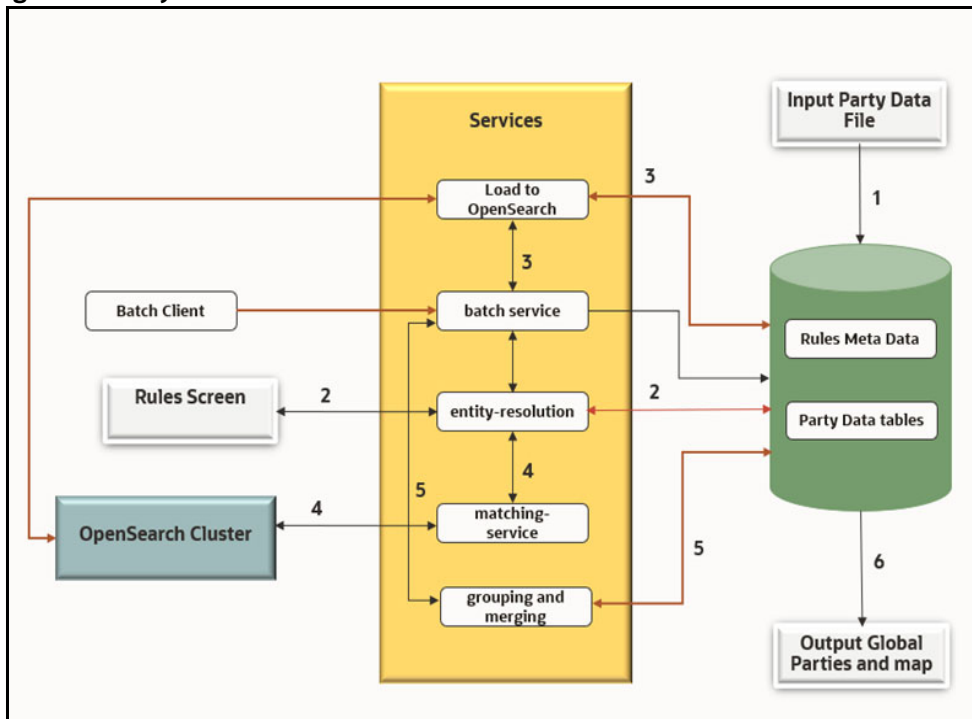 Services
Input Party Data
File
1
Load to
OpenSearch
3
3
Batch Client
batch service
Rules Meta Data
Rules Screen
2
entity-resolution
2
Party Data tables
4
5
OpenSearch Cluster
4
matching-
service
5
6
grouping and
merging
Output Global
Parties and map